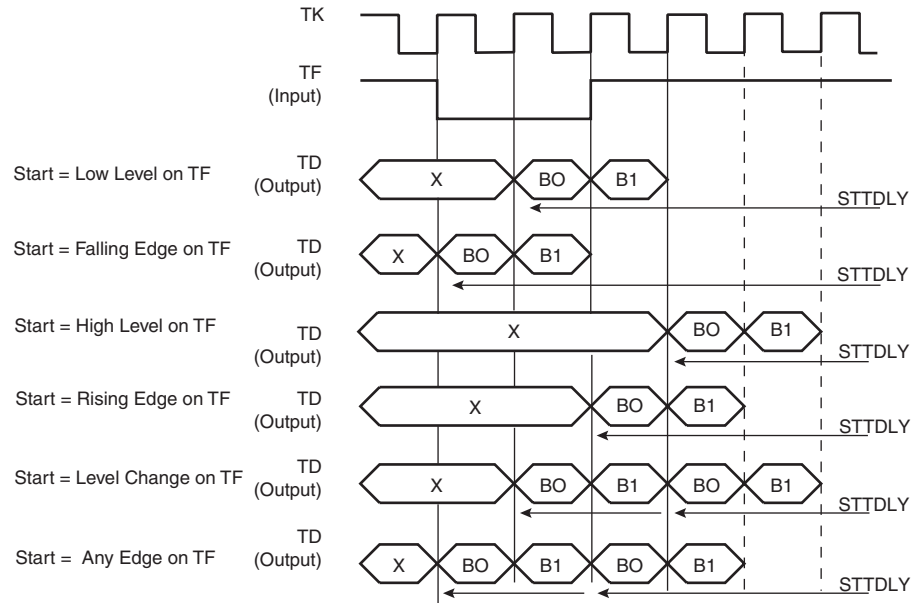 TK
TF
(Input)
Start = Low Level on TF
TD
(Output)
X
BO
B1
STTDLY
Start = Falling Edge on TF
TD
(Output)
X
BO
B1
STTDLY
Start = High Level on TF
TD
(Output)
X
BO
B1
STTDLY
Start = Rising Edge on TF
TD
(Output)
X
BO
B1
STTDLY
Start = Level Change on TF
TD
(Output)
X
BO
B1
BO
B1
STTDLY
Start = Any Edge on TF
TD
(Output)
X
BO
B1
BO
B1
STTDLY